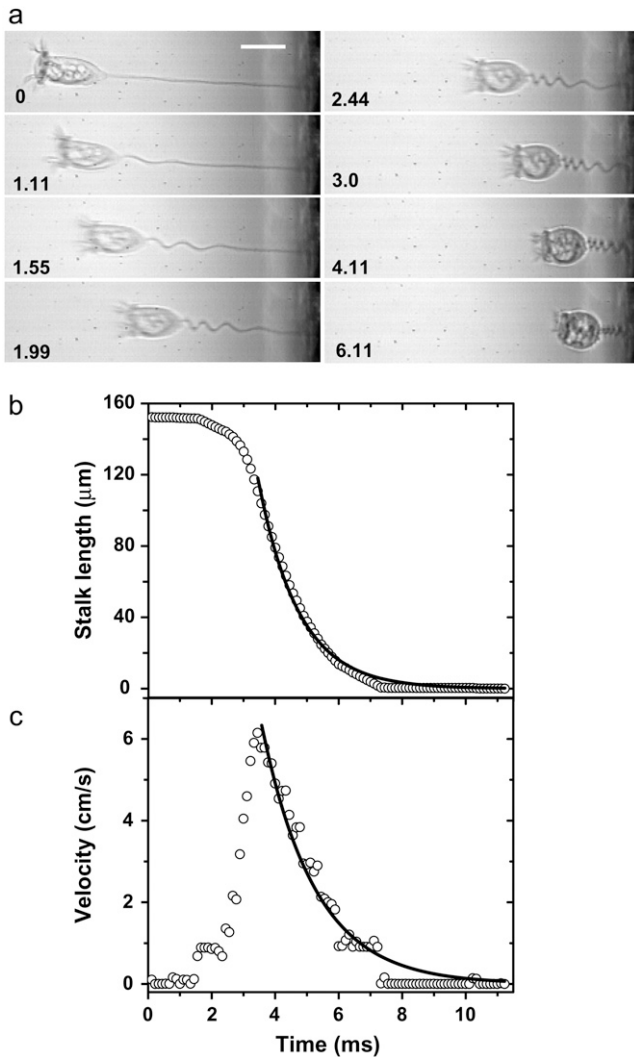 a
0
2.44
1.11
3.0
1.55
4.11
1.99
6.11
b
160
120
80
40
0
Stalk length (μm)
c
6
4
2
0
Velocity (cm/s)
0 2 4 6 8 10
Time (ms)